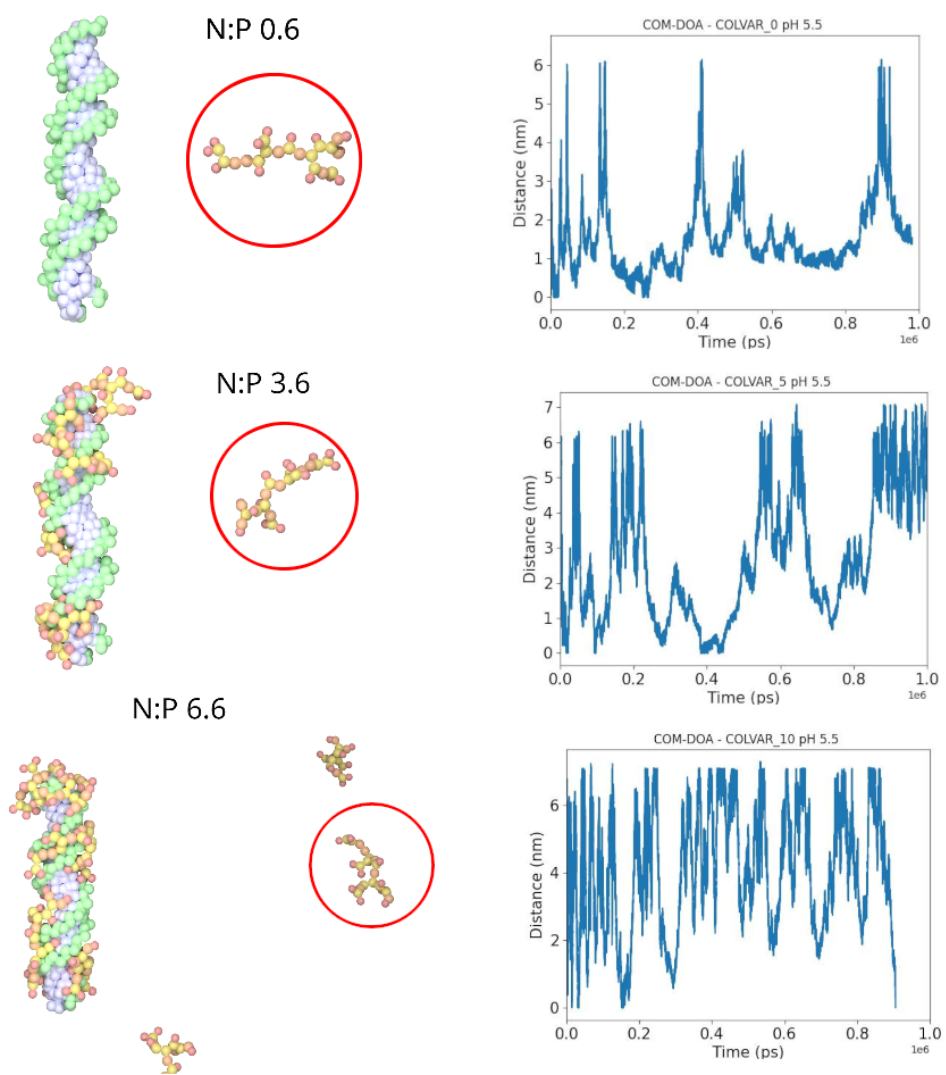 N:P 0.6
COM-DOA - COLVAR_0 pH 5.5
Distance (nm)
6
5
4
3
2
1
0
0.0 0.2 0.4 0.6 0.8 1.0
1e6
Time (ps)
N:P 3.6
COM-DOA - COLVAR_5 pH 5.5
Distance (nm)
7
6
5
4
3
2
1
0
0.0 0.2 0.4 0.6 0.8 1.0
1e6
Time (ps)
N:P 6.6
COM-DOA - COLVAR_10 pH 5.5
Distance (nm)
6
4
2
0
0.0 0.2 0.4 0.6 0.8 1.0
1e6
Time (ps)